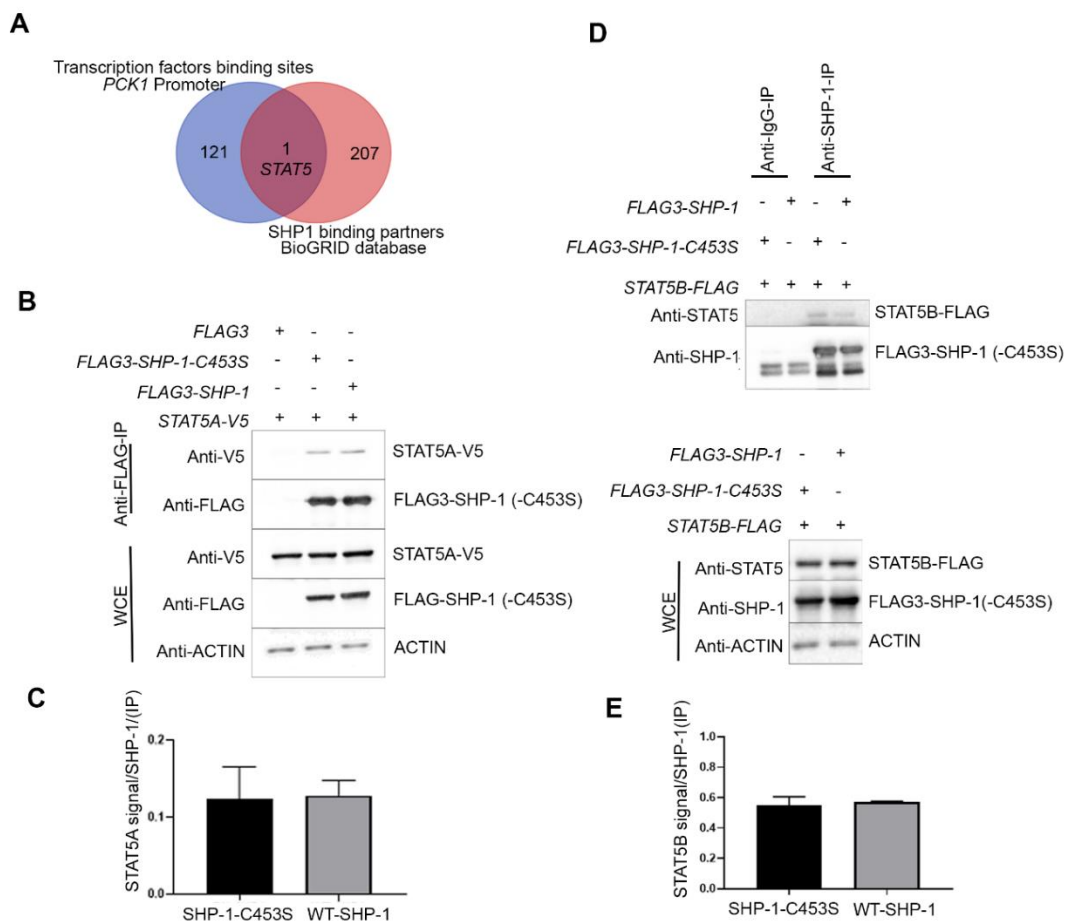 A
Transcription factors binding sites
PCK1 Promoter
121
1
STAT5
207
SHP1 binding partners
BioGRID database
B
FLAG3 + - -
FLAG3-SHP-1-C453S - + -
FLAG3-SHP-1 - - +
STAT5A-V5 + + +
Anti-FLAG-IP
Anti-V5 STAT5A-V5
Anti-FLAG FLAG3-SHP-1 (-C453S)
WCE
Anti-V5 STAT5A-V5
Anti-FLAG FLAG-SHP-1 (-C453S)
Anti-ACTIN ACTIN
C
STAT5A signal/SHP-1/(IP)
0.2
0.1
0.0
SHP-1-C453S WT-SHP-1
D
Anti-IgG-IP
Anti-SHP-1-IP
FLAG3-SHP-1 - + - +
FLAG3-SHP-1-C453S + - + -
STAT5B-FLAG + + + +
Anti-STAT5 STAT5B-FLAG
Anti-SHP-1 FLAG3-SHP-1 (-C453S)
FLAG3-SHP-1 - +
FLAG3-SHP-1-C453S + -
STAT5B-FLAG + +
WCE
Anti-STAT5 STAT5B-FLAG
Anti-SHP-1 FLAG3-SHP-1(-C453S)
Anti-ACTIN ACTIN
E
STAT5B signal/SHP-1(IP)
1.0
0.8
0.6
0.4
0.2
0.0
SHP-1-C453S WT-SHP-1